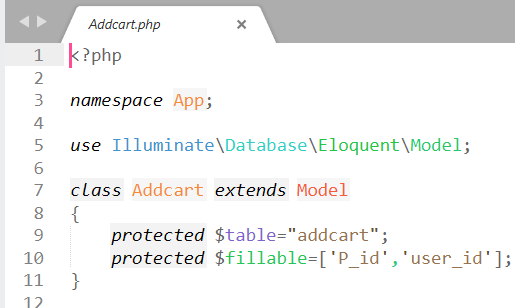 Addcart.php ×
1 <?php
2
3 namespace App;
4
5 use Illuminate\Database\Eloquent\Model;
6
7 class Addcart extends Model
8 {
9 protected $table="addcart";
10 protected $fillable=['P_id','user_id'];
11 }
12